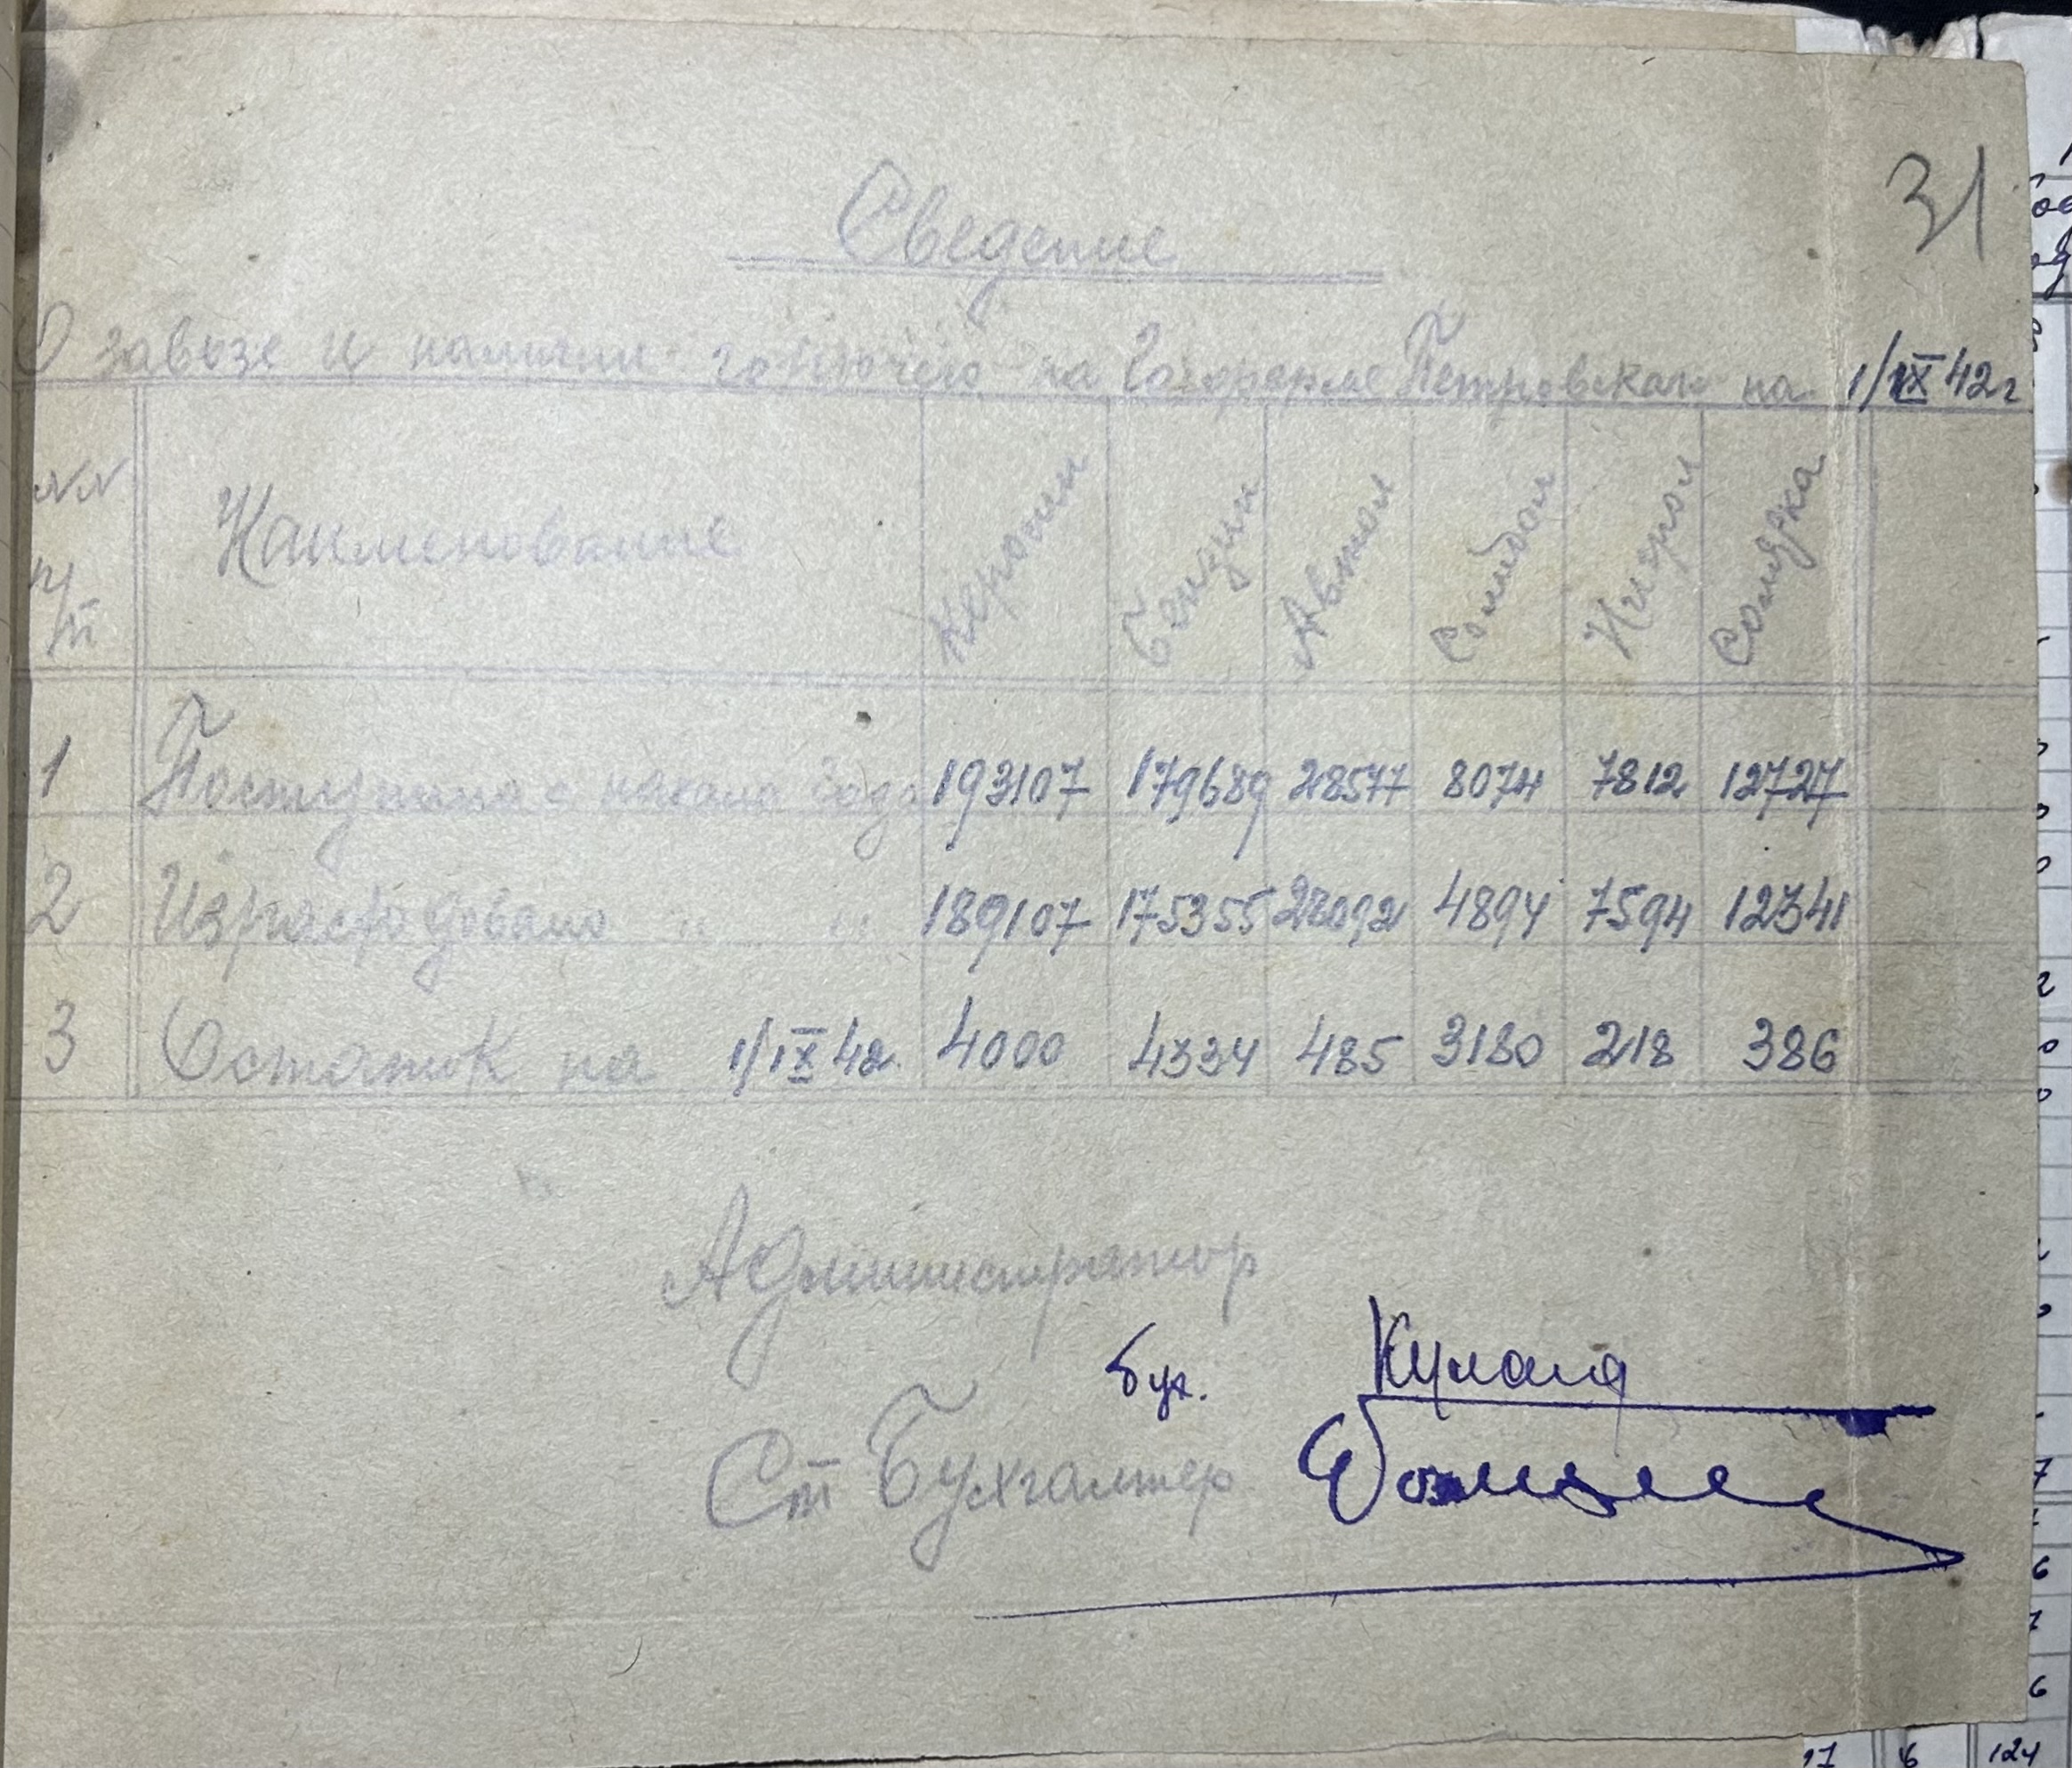 31
Сведение
О завозе и наличии горючего на Госферме Петровская на 1/IX 42 г
NN п/п Наименование Керосин Бензин Автол Солидол Нигрол Солярка
1 Поступило с начала года 193107 179689 28577 8074 7812 12727
2 Израсходовано " " 189107 175355 28092 4894 7594 12341
3 Остаток на 1/IX 42 4000 4334 485 3180 218 386
Администратор
Бух.
Ст Бухгалтер